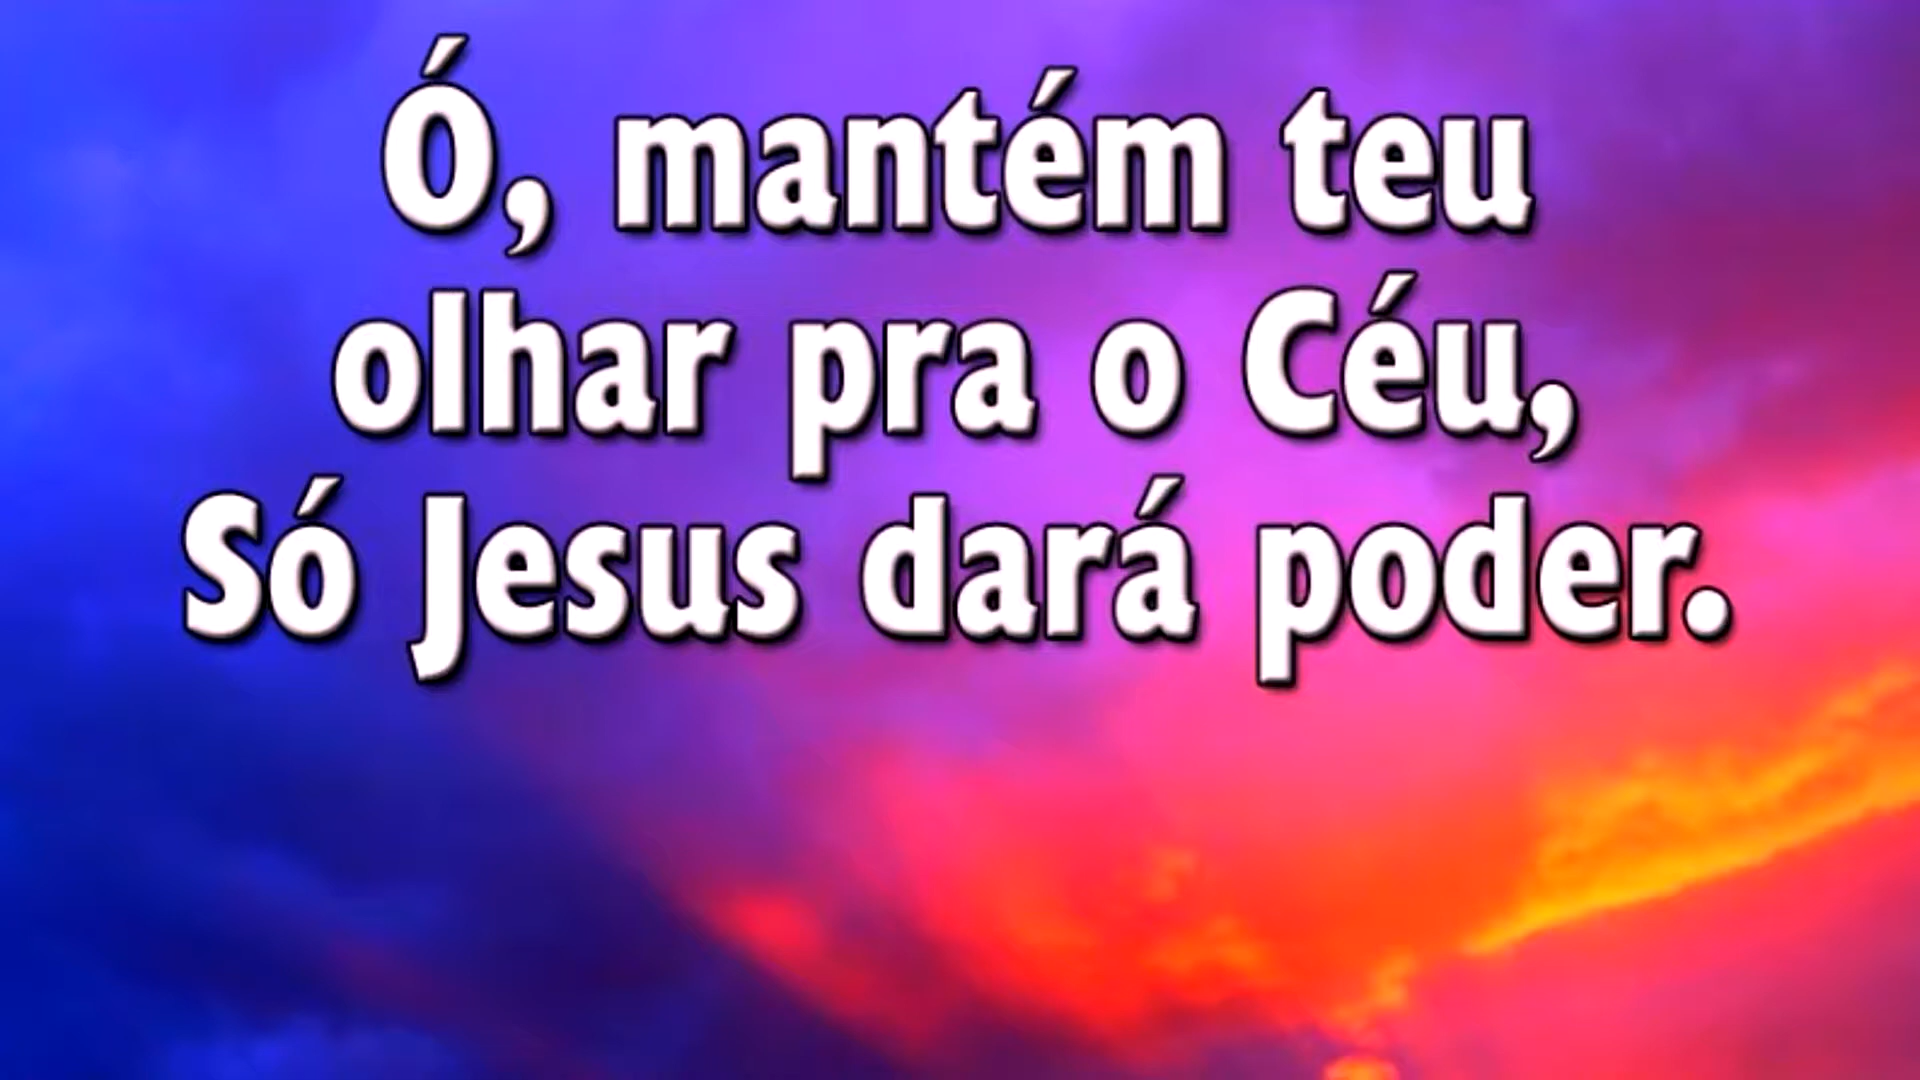 Ó, mantém teu
olhar pra o Céu,
Só Jesus dará poder.